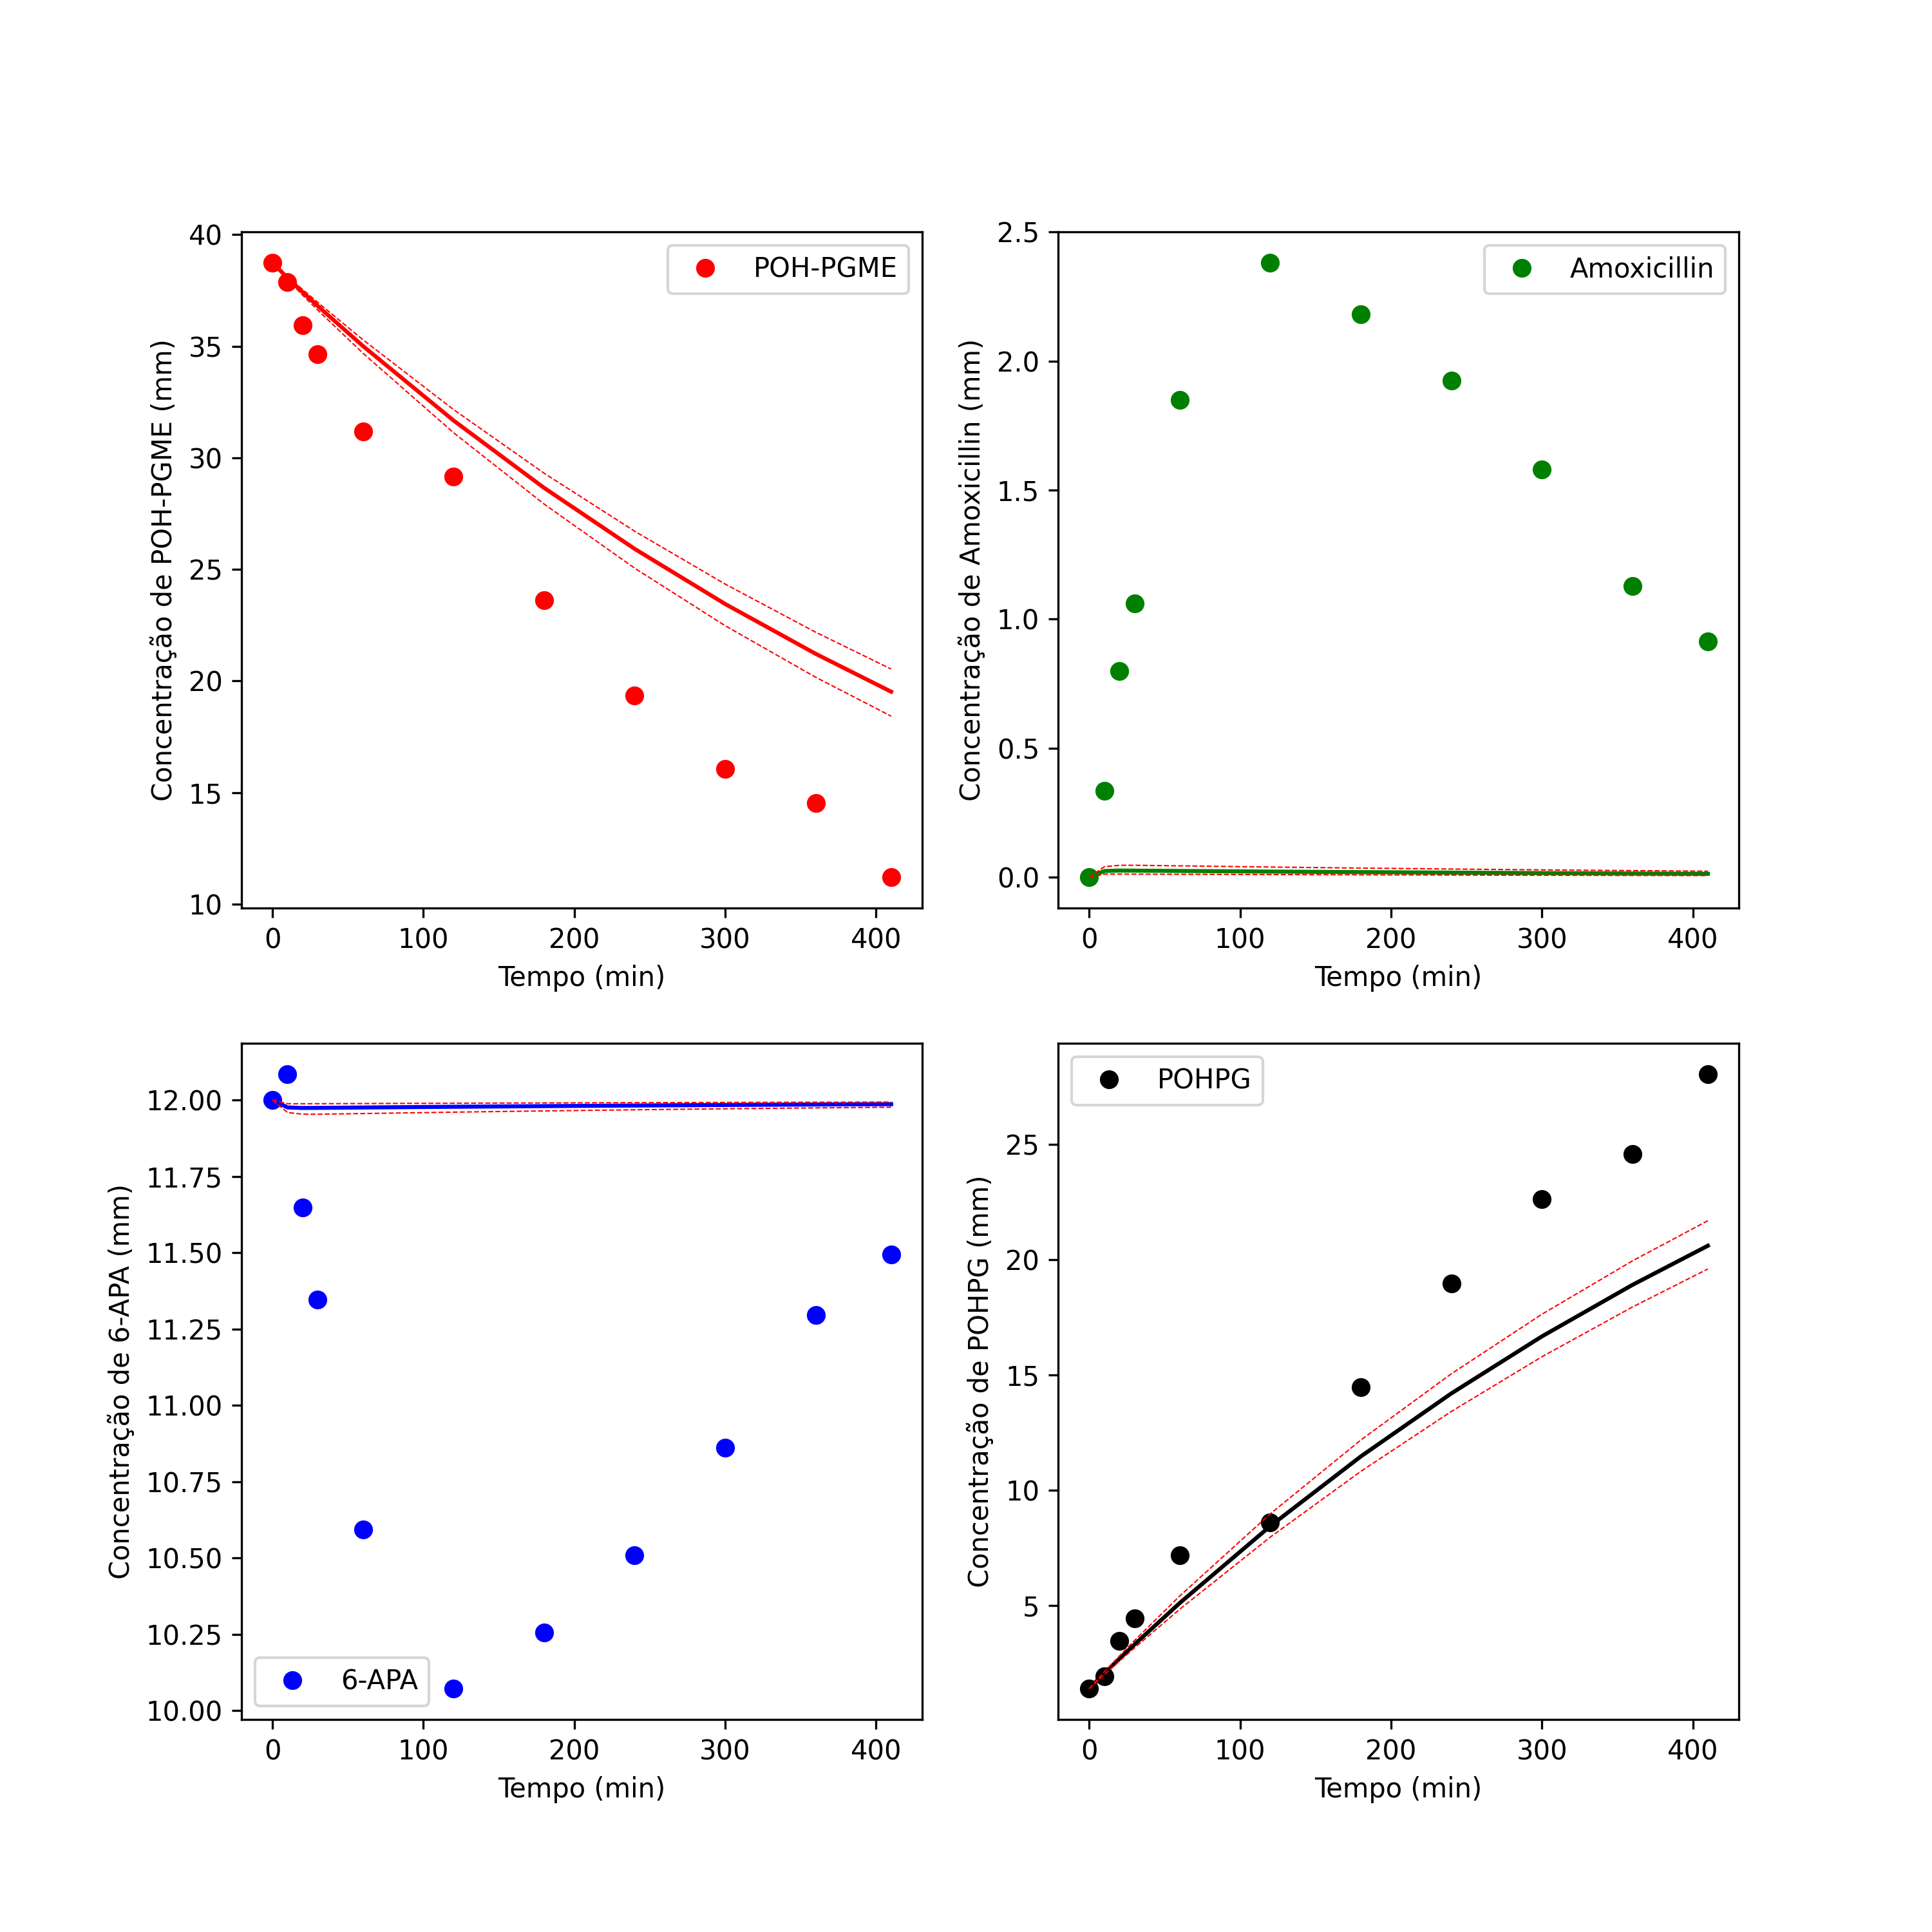 POH-PGME
40
35
30
25
20
15
10
Concentração de POH-PGME (mm)
0 100 200 300 400
Tempo (min)
Amoxicillin
2.5
2.0
1.5
1.0
0.5
0.0
Concentração de Amoxicillin (mm)
0 100 200 300 400
Tempo (min)
12.00
11.75
11.50
11.25
11.00
10.75
10.50
10.25
10.00
Concentração de 6-APA (mm)
6-APA
0 100 200 300 400
Tempo (min)
POHPG
25
20
15
10
5
Concentração de POHPG (mm)
0 100 200 300 400
Tempo (min)